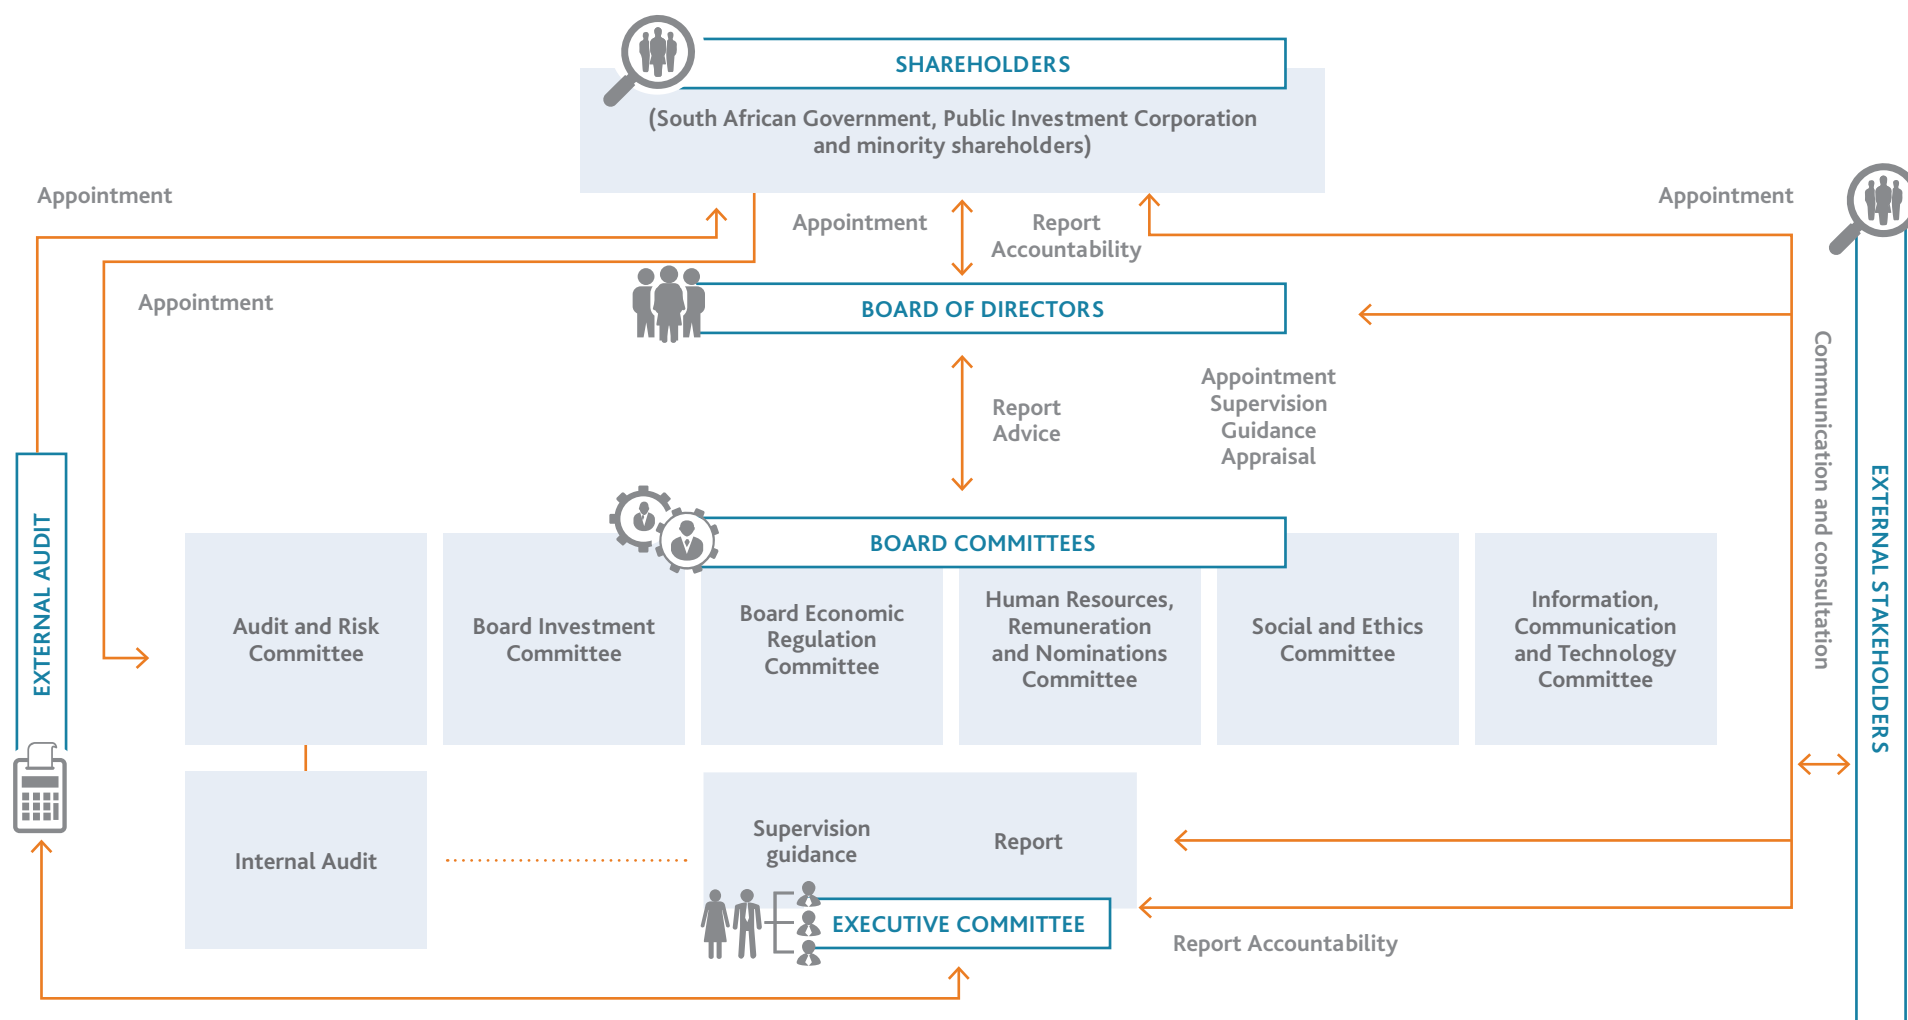 SHAREHOLDERS
(South African Government, Public Investment Corporation
and minority shareholders)
Appointment
Appointment
Appointment
Report
Accountability
Appointment
BOARD OF DIRECTORS
Appointment
Supervision
Guidance
Appraisal
Report
Advice
Communication and consultation
EXTERNAL STAKEHOLDERS
EXTERNAL AUDIT
BOARD COMMITTEES
Audit and Risk
Committee
Board Investment
Committee
Board Economic
Regulation
Committee
Human Resources,
Remuneration
and Nominations
Committee
Social and Ethics
Committee
Information,
Communication
and Technology
Committee
Internal Audit
Supervision
guidance
Report
EXECUTIVE COMMITTEE
Report Accountability